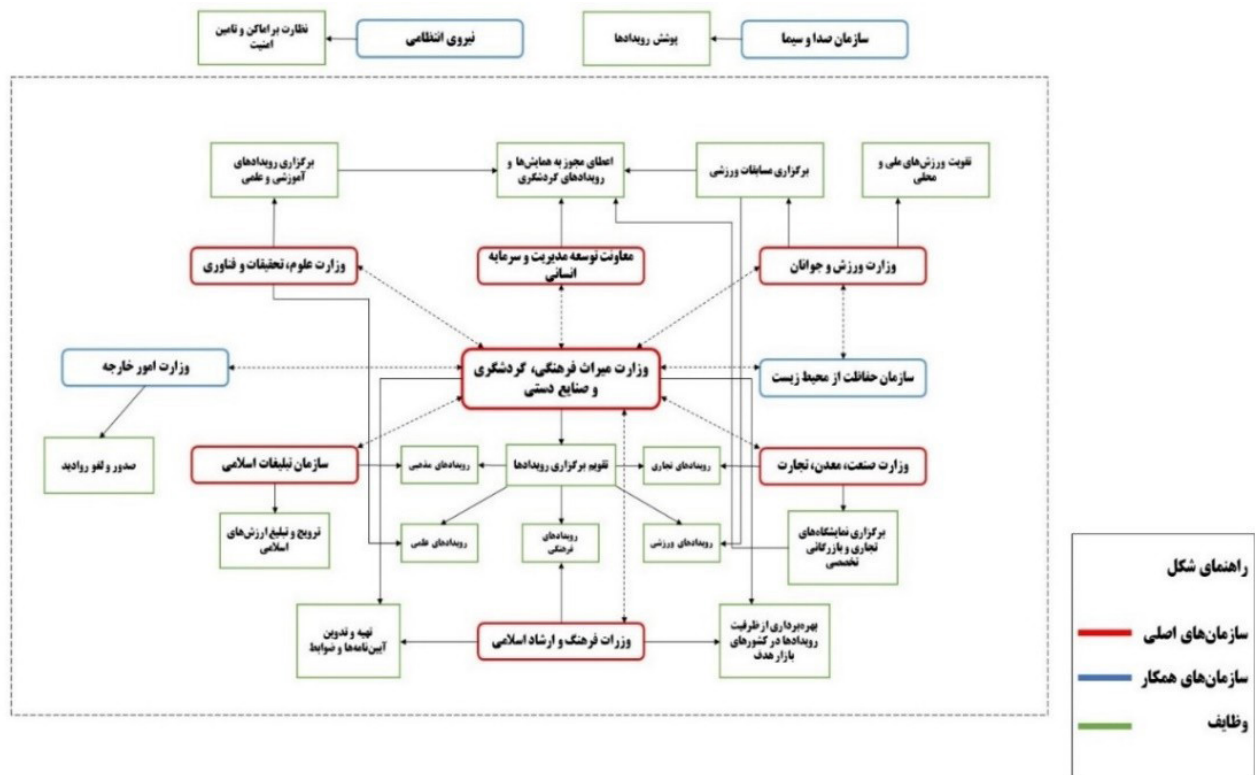 سازمان صدا و سیما
پوشش رویدادها
نیروی انتظامی
نظارت بر اماکن و تامین
امنیت
تقویت ورزش‌های ملی و
محلی
برگزاری مسابقات ورزشی
اعطای مجوز به همایش‌ها و
رویدادهای گردشگری
برگزاری رویدادهای
آموزشی و علمی
وزارت ورزش و جوانان
معاونت توسعه مدیریت و سرمایه
انسانی
وزارت علوم، تحقیقات و فناوری
سازمان حفاظت از محیط زیست
وزارت میراث فرهنگی، گردشگری
و صنایع دستی
وزارت امور خارجه
صدور و لغو روادید
وزارت صنعت، معدن، تجارت
رویدادهای تجاری
تقویم برگزاری رویدادها
رویدادهای مذهبی
سازمان تبلیغات اسلامی
برگزاری نمایشگاه‌های
تجاری و بازرگانی
تخصصی
رویدادهای ورزشی
رویدادهای
فرهنگی
رویدادهای علمی
ترویج و تبلیغ ارزش‌های
اسلامی
بهره‌برداری از ظرفیت
رویدادها در کشورهای
بازار هدف
وزرات فرهنگ و ارشاد اسلامی
تهیه و تدوین
آیین‌نامه‌ها و ضوابط
راهنمای شکل
سازمان‌های اصلی
سازمان‌های همکار
وظایف